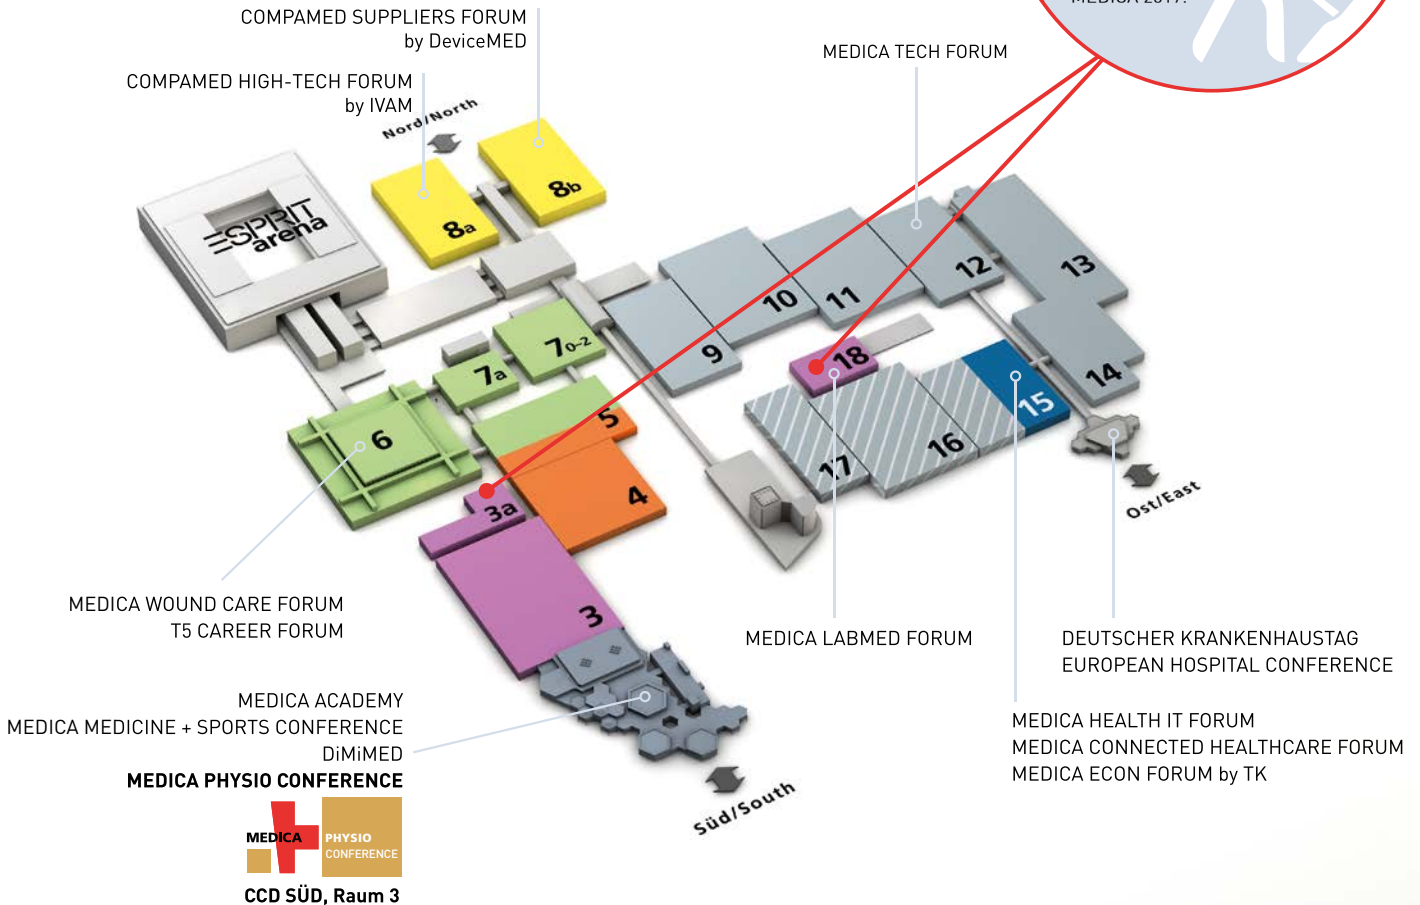 MEDICA 2017.
COMPAMED SUPPLIERS FORUM
by DeviceMED
MEDICA TECH FORUM
COMPAMED HIGH-TECH FORUM
by IVAM
Nord/North
8b
8a
ESPRIT
arena
13
12
10
11
7 0–2
9
18
7a
14
15
5
6
16
17
4
3a
Ost/East
MEDICA WOUND CARE FORUM
T5 CAREER FORUM
3
MEDICA LABMED FORUM
DEUTSCHER KRANKENHAUSTAG
EUROPEAN HOSPITAL CONFERENCE
MEDICA ACADEMY
MEDICA MEDICINE + SPORTS CONFERENCE
DiMiMED
MEDICA PHYSIO CONFERENCE
MEDICA HEALTH IT FORUM
MEDICA CONNECTED HEALTHCARE FORUM
MEDICA ECON FORUM by TK
Süd/South
MEDICA PHYSIO
CONFERENCE
CCD SÜD, Raum 3